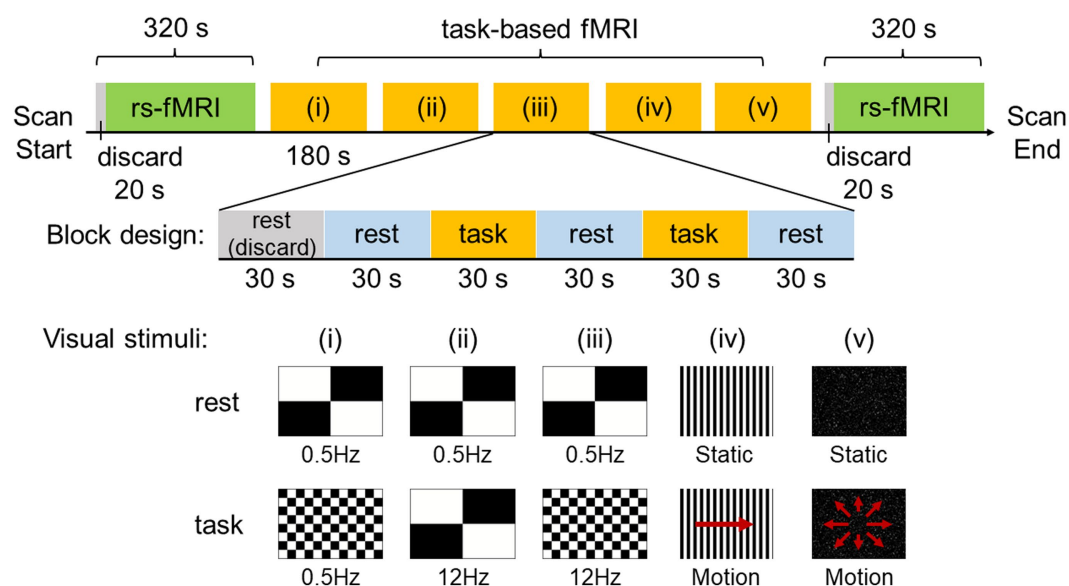 320 s task-based fMRI 320 s
Scan Start rs-fMRI (i) (ii) (iii) (iv) (v) rs-fMRI Scan End
discard 180 s discard
20 s 20 s
rest (discard) rest task rest task rest
Block design:
30 s 30 s 30 s 30 s 30 s 30 s
Visual stimuli: (i) (ii) (iii) (iv) (v)
rest
0.5Hz 0.5Hz 0.5Hz Static Static
task
0.5Hz 12Hz 12Hz Motion Motion